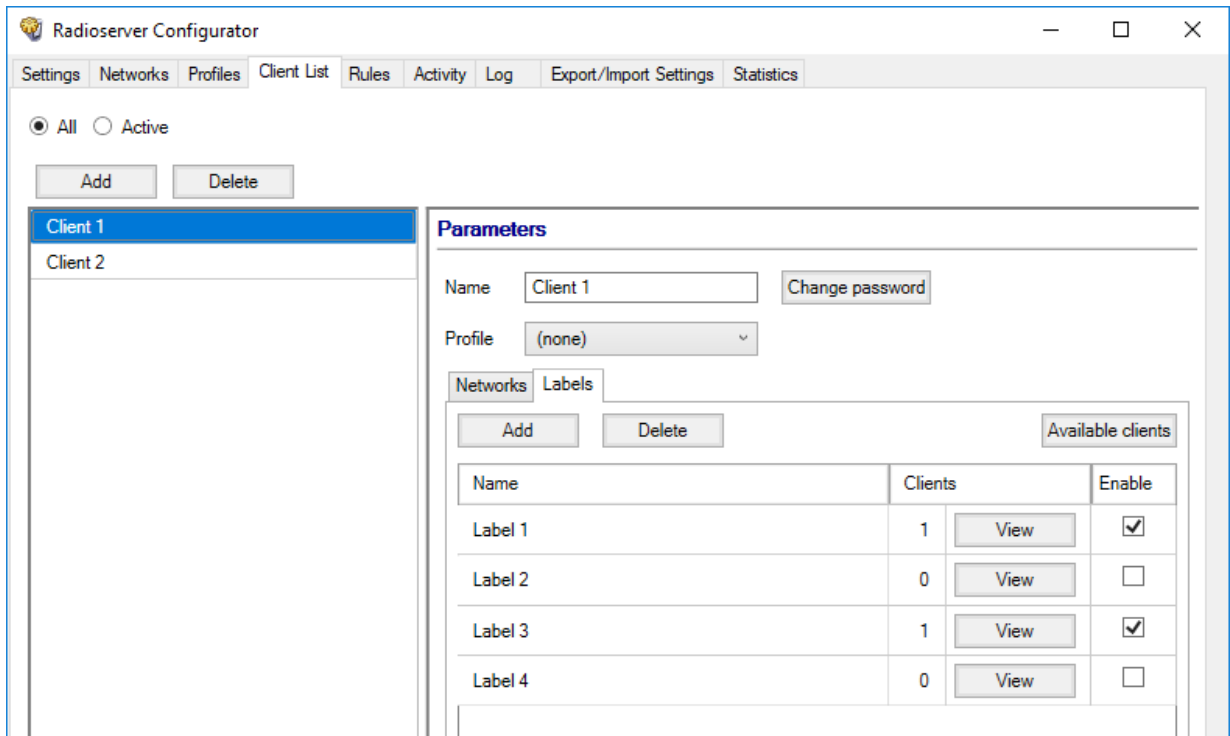 Radioserver Configurator
Settings Networks Profiles Client List Rules Activity Log Export/Import Settings Statistics
All Active
Add Delete
Client 1
Client 2
Parameters
Name Client 1 Change password
Profile (none)
Networks Labels
Add Delete Available clients
Name Clients Enable
Label 1 1 View
Label 2 0 View
Label 3 1 View
Label 4 0 View